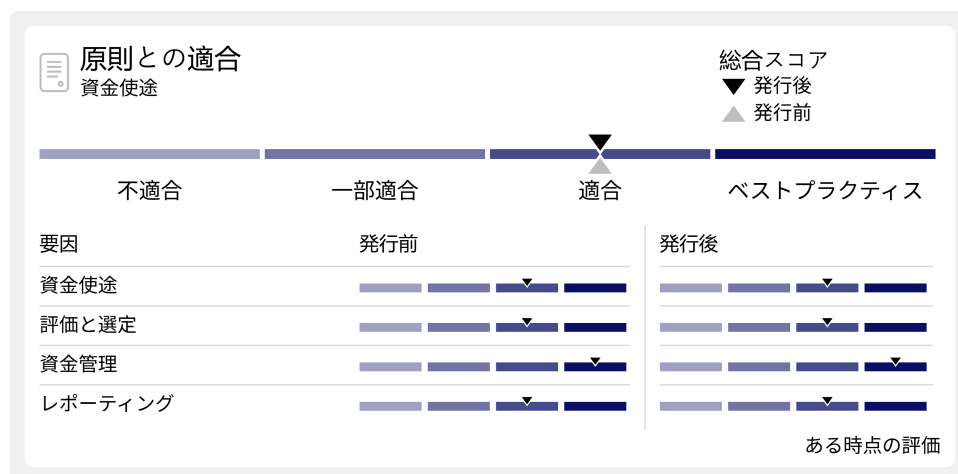 原則との適合
資金使途
総合スコア
発行後
発行前
不適合
一部適合
適合
ベストプラクティス
要因
発行前
発行後
資金使途
評価と選定
資金管理
レポーティング
ある時点の評価